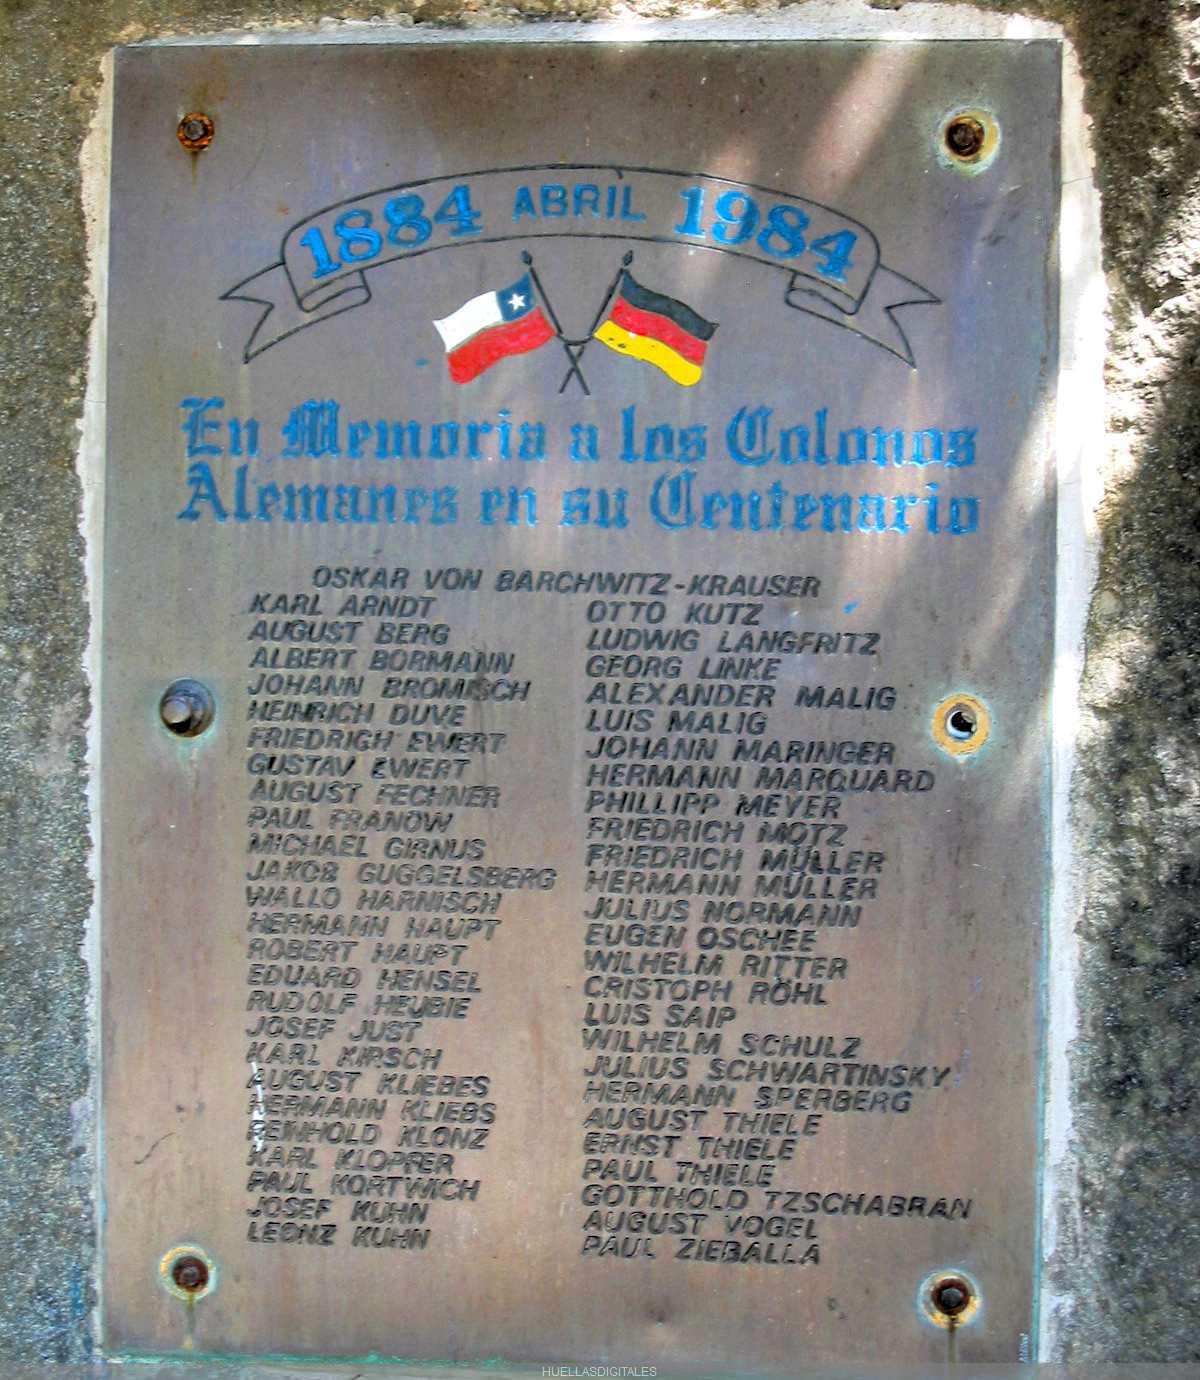 1884 ABRIL 1984
En Memoria a los Colonos
Alemanes en su Centenario
OSKAR VON BARCHWITZ-KRAUSER
KARL ARNDT
AUGUST BERG
ALBERT BORMANN
JOHANN BROMISCH
HEINRICH DUVE
FRIEDRICH EWERT
GUSTAV EWERT
AUGUST FECHNER
PAUL FRANOW
MICHAEL GIRNUS
JAKOB GUGGELSBERG
WALLO HARNISCH
HERMANN HAUPT
ROBERT HAUPT
EDUARD HENSEL
RUDOLF HEUBIE
JOSEF JUST
KARL KIRSCH
AUGUST KLIEBES
HERMANN KLIEBS
REINHOLD KLONZ
KARL KLOPFER
PAUL KORTWICH
JOSEF KUHN
LEONZ KUHN
OTTO KUTZ
LUDWIG LANGFRITZ
GEORG LINKE
ALEXANDER MALIG
LUIS MALIG
JOHANN MARINGER
HERMANN MARQUARD
PHILLIPP MEYER
FRIEDRICH MOTZ
FRIEDRICH MÜLLER
HERMANN MÜLLER
JULIUS NORMANN
EUGEN OSCHEE
WILHELM RITTER
CRISTOPH RÖHL
LUIS SAIP
WILHELM SCHULZ
JULIUS SCHWARTINSKY
HERMANN SPERBERG
AUGUST THIELE
ERNST THIELE
PAUL THIELE
GOTTHOLD TZSCHABRAN
AUGUST VOGEL
PAUL ZIEBALLA
HUELLASDIGITALES